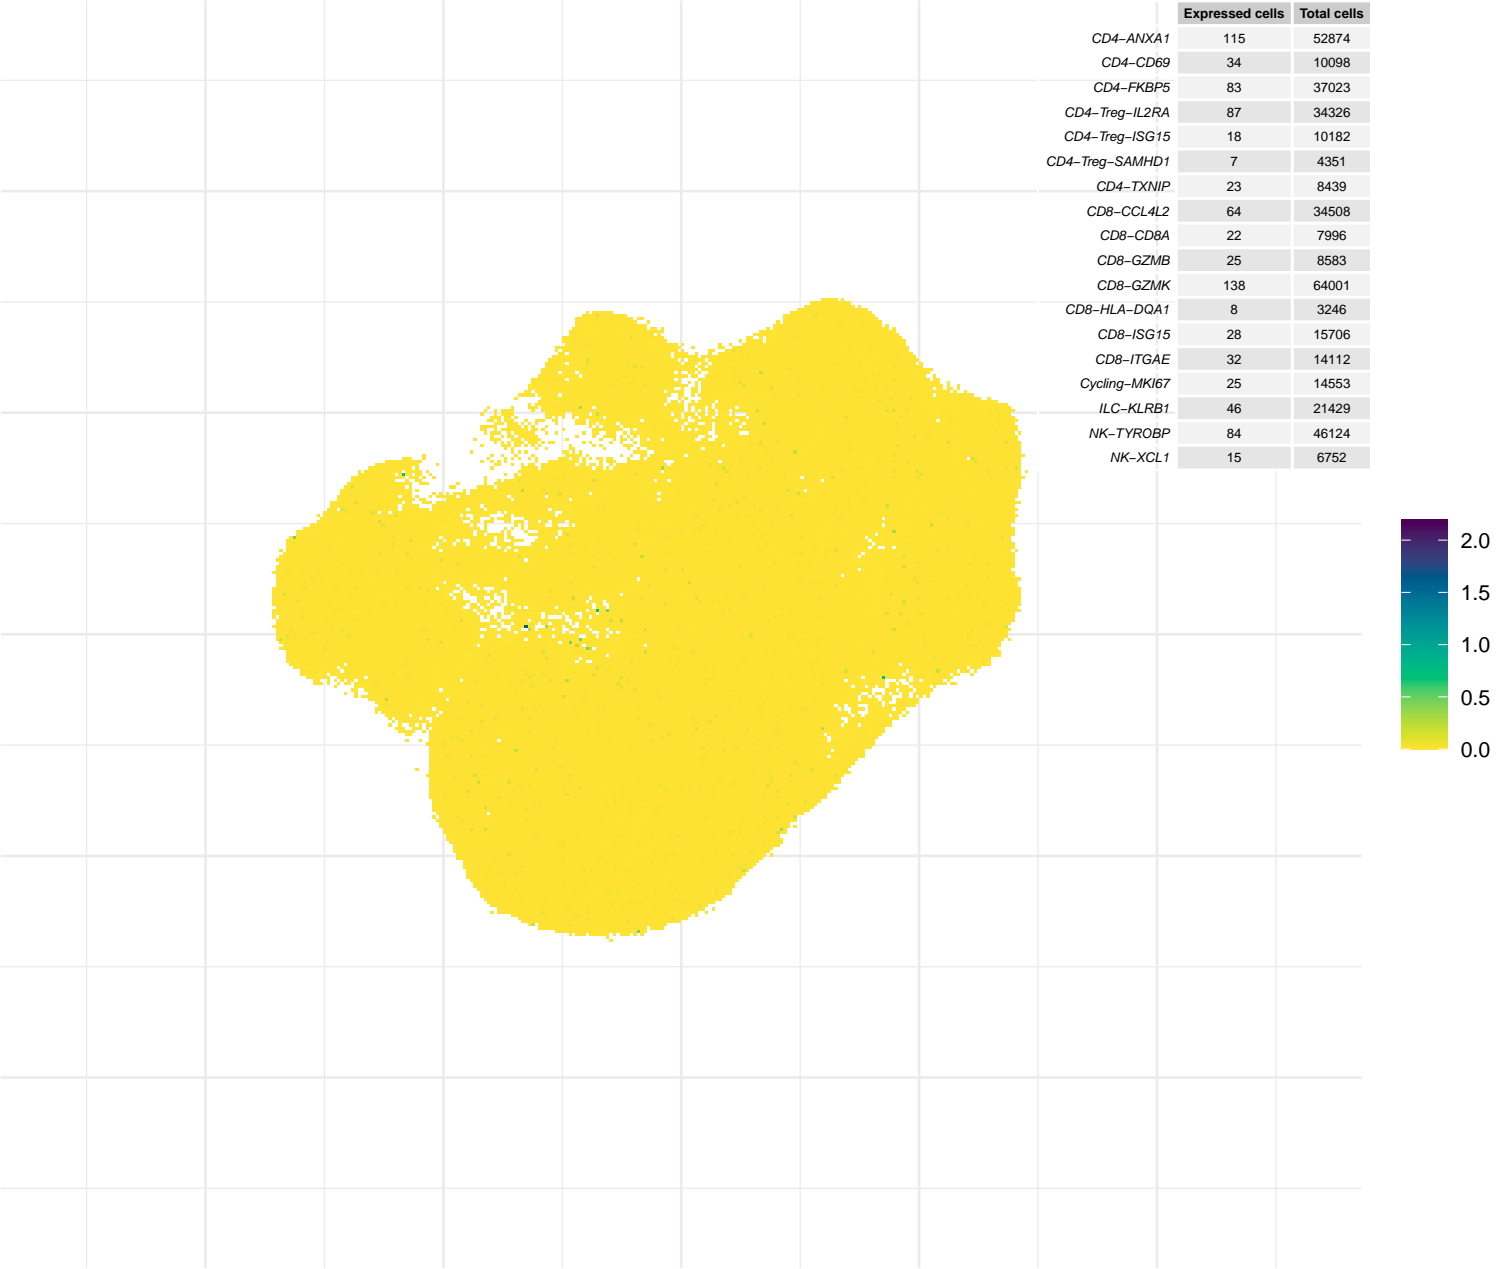 Expressed cells Total cells
CD4−ANXA1 115 52874
CD4−CD69 34 10098
CD4−FKBP5 83 37023
CD4−Treg−IL2RA 87 34326
CD4−Treg−ISG15 18 10182
CD4−Treg−SAMHD1 7 4351
CD4−TXNIP 23 8439
CD8−CCL4L2 64 34508
CD8−CD8A 22 7996
CD8−GZMB 25 8583
CD8−GZMK 138 64001
CD8−HLA−DQA1 8 3246
CD8−ISG15 28 15706
CD8−ITGAE 32 14112
Cycling−MKI67 25 14553
ILC−KLRB1 46 21429
NK−TYROBP 84 46124
NK−XCL1 15 6752
2.0
1.5
1.0
0.5
0.0